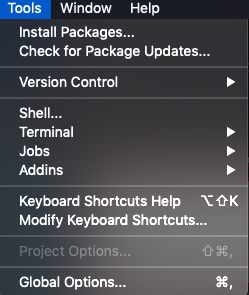 Tools Window Help
Install Packages...
Check for Package Updates...
Version Control ▶
Shell...
Terminal ▶
Jobs ▶
Addins ▶
Keyboard Shortcuts Help ⌥⇧K
Modify Keyboard Shortcuts...
Project Options... ⇧⌘,
Global Options... ⌘,